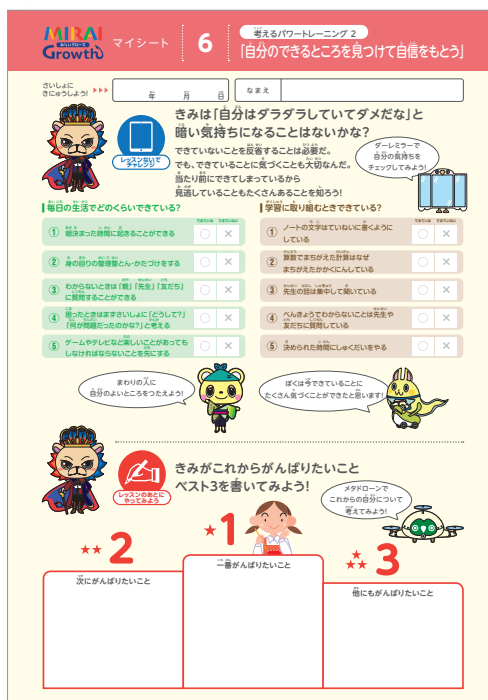 MIRAI
Growth
マイシート
6
考えるパワートレーニング 2
「自分のできるところを見つけて自信をもとう」
さいしょに
きにゅうしよう!
年 月 日
なまえ
きみは「自分はダラダラしていてダメだな」と
暗い気持ちになることはないかな?
できていないことを反省することは必要だ。
でも、できていることに気づくことも大切なんだ。
当たり前にできてしまっているから
見過していることもたくさんあることを知ろう!
レッスンないで
チャレンジ
ダーレミラーで
自分の気持ちを
チェックしてみよう!
毎日の生活でどのくらいできている?
できている できていない
① 朝決まった時間に起きることができる ○ ×
② 身の回りの整理整とん・かたづけをする ○ ×
③ わからないときは「親」「先生」「友だち」
に質問することができる ○ ×
④ 困ったときはまずさいしょに「どうして?」
「何が問題だったのかな?」と考える ○ ×
⑤ ゲームやテレビなど楽しいことがあっても
しなければならないことを先にする ○ ×
学習に取り組むときできている?
できている できていない
① ノートの文字はていねいに書くように
している ○ ×
② 算数でまちがえた計算はなぜ
まちがえたかかくにんしている ○ ×
③ 先生の話は集中して聞いている ○ ×
④ べんきょうでわからないことは先生や
友だちに質問している ○ ×
⑤ 決められた時間にしゅくだいをやる ○ ×
まわりの人に
自分のよいところをつたえよう!
ぼくは今できていることに
たくさん気づくことができたと思います!
レッスンのあとに
やってみよう!
きみがこれからがんばりたいこと
ベスト3を書いてみよう!
メタドローンで
これからの自分について
考えてみよう!
★★2
次にがんばりたいこと
★1
一番がんばりたいこと
★★★3
他にもがんばりたいこと